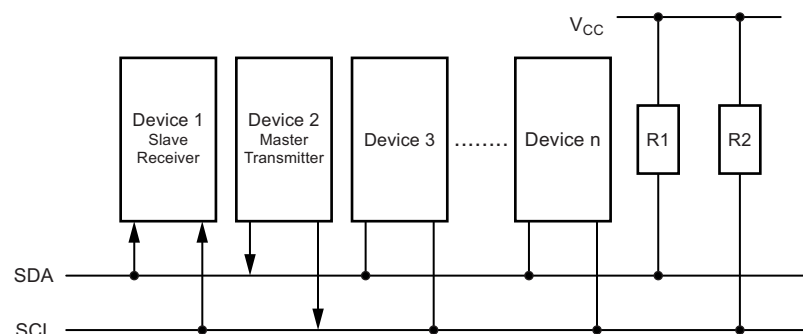 V_CC
Device 1
Slave
Receiver
Device 2
Master
Transmitter
Device 3
........
Device n
R1
R2
SDA
SCL